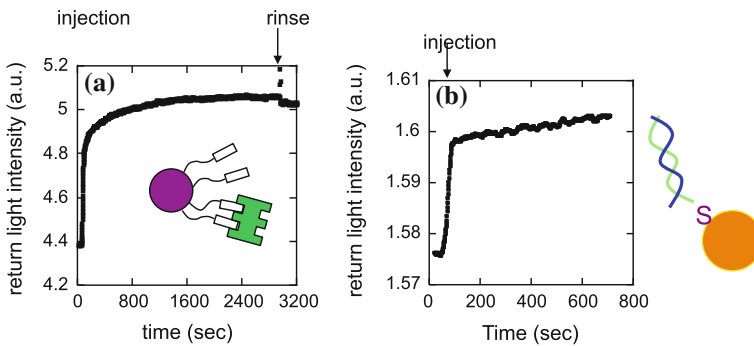 injection
rinse
return light intensity (a.u.)
5.2
5
4.8
4.6
4.4
4.2
(a)
0
800
1600
2400
3200
time (sec)
injection
return light intensity (a.u.)
1.61
1.6
1.59
1.58
1.57
(b)
0
200
400
600
800
Time (sec)
S